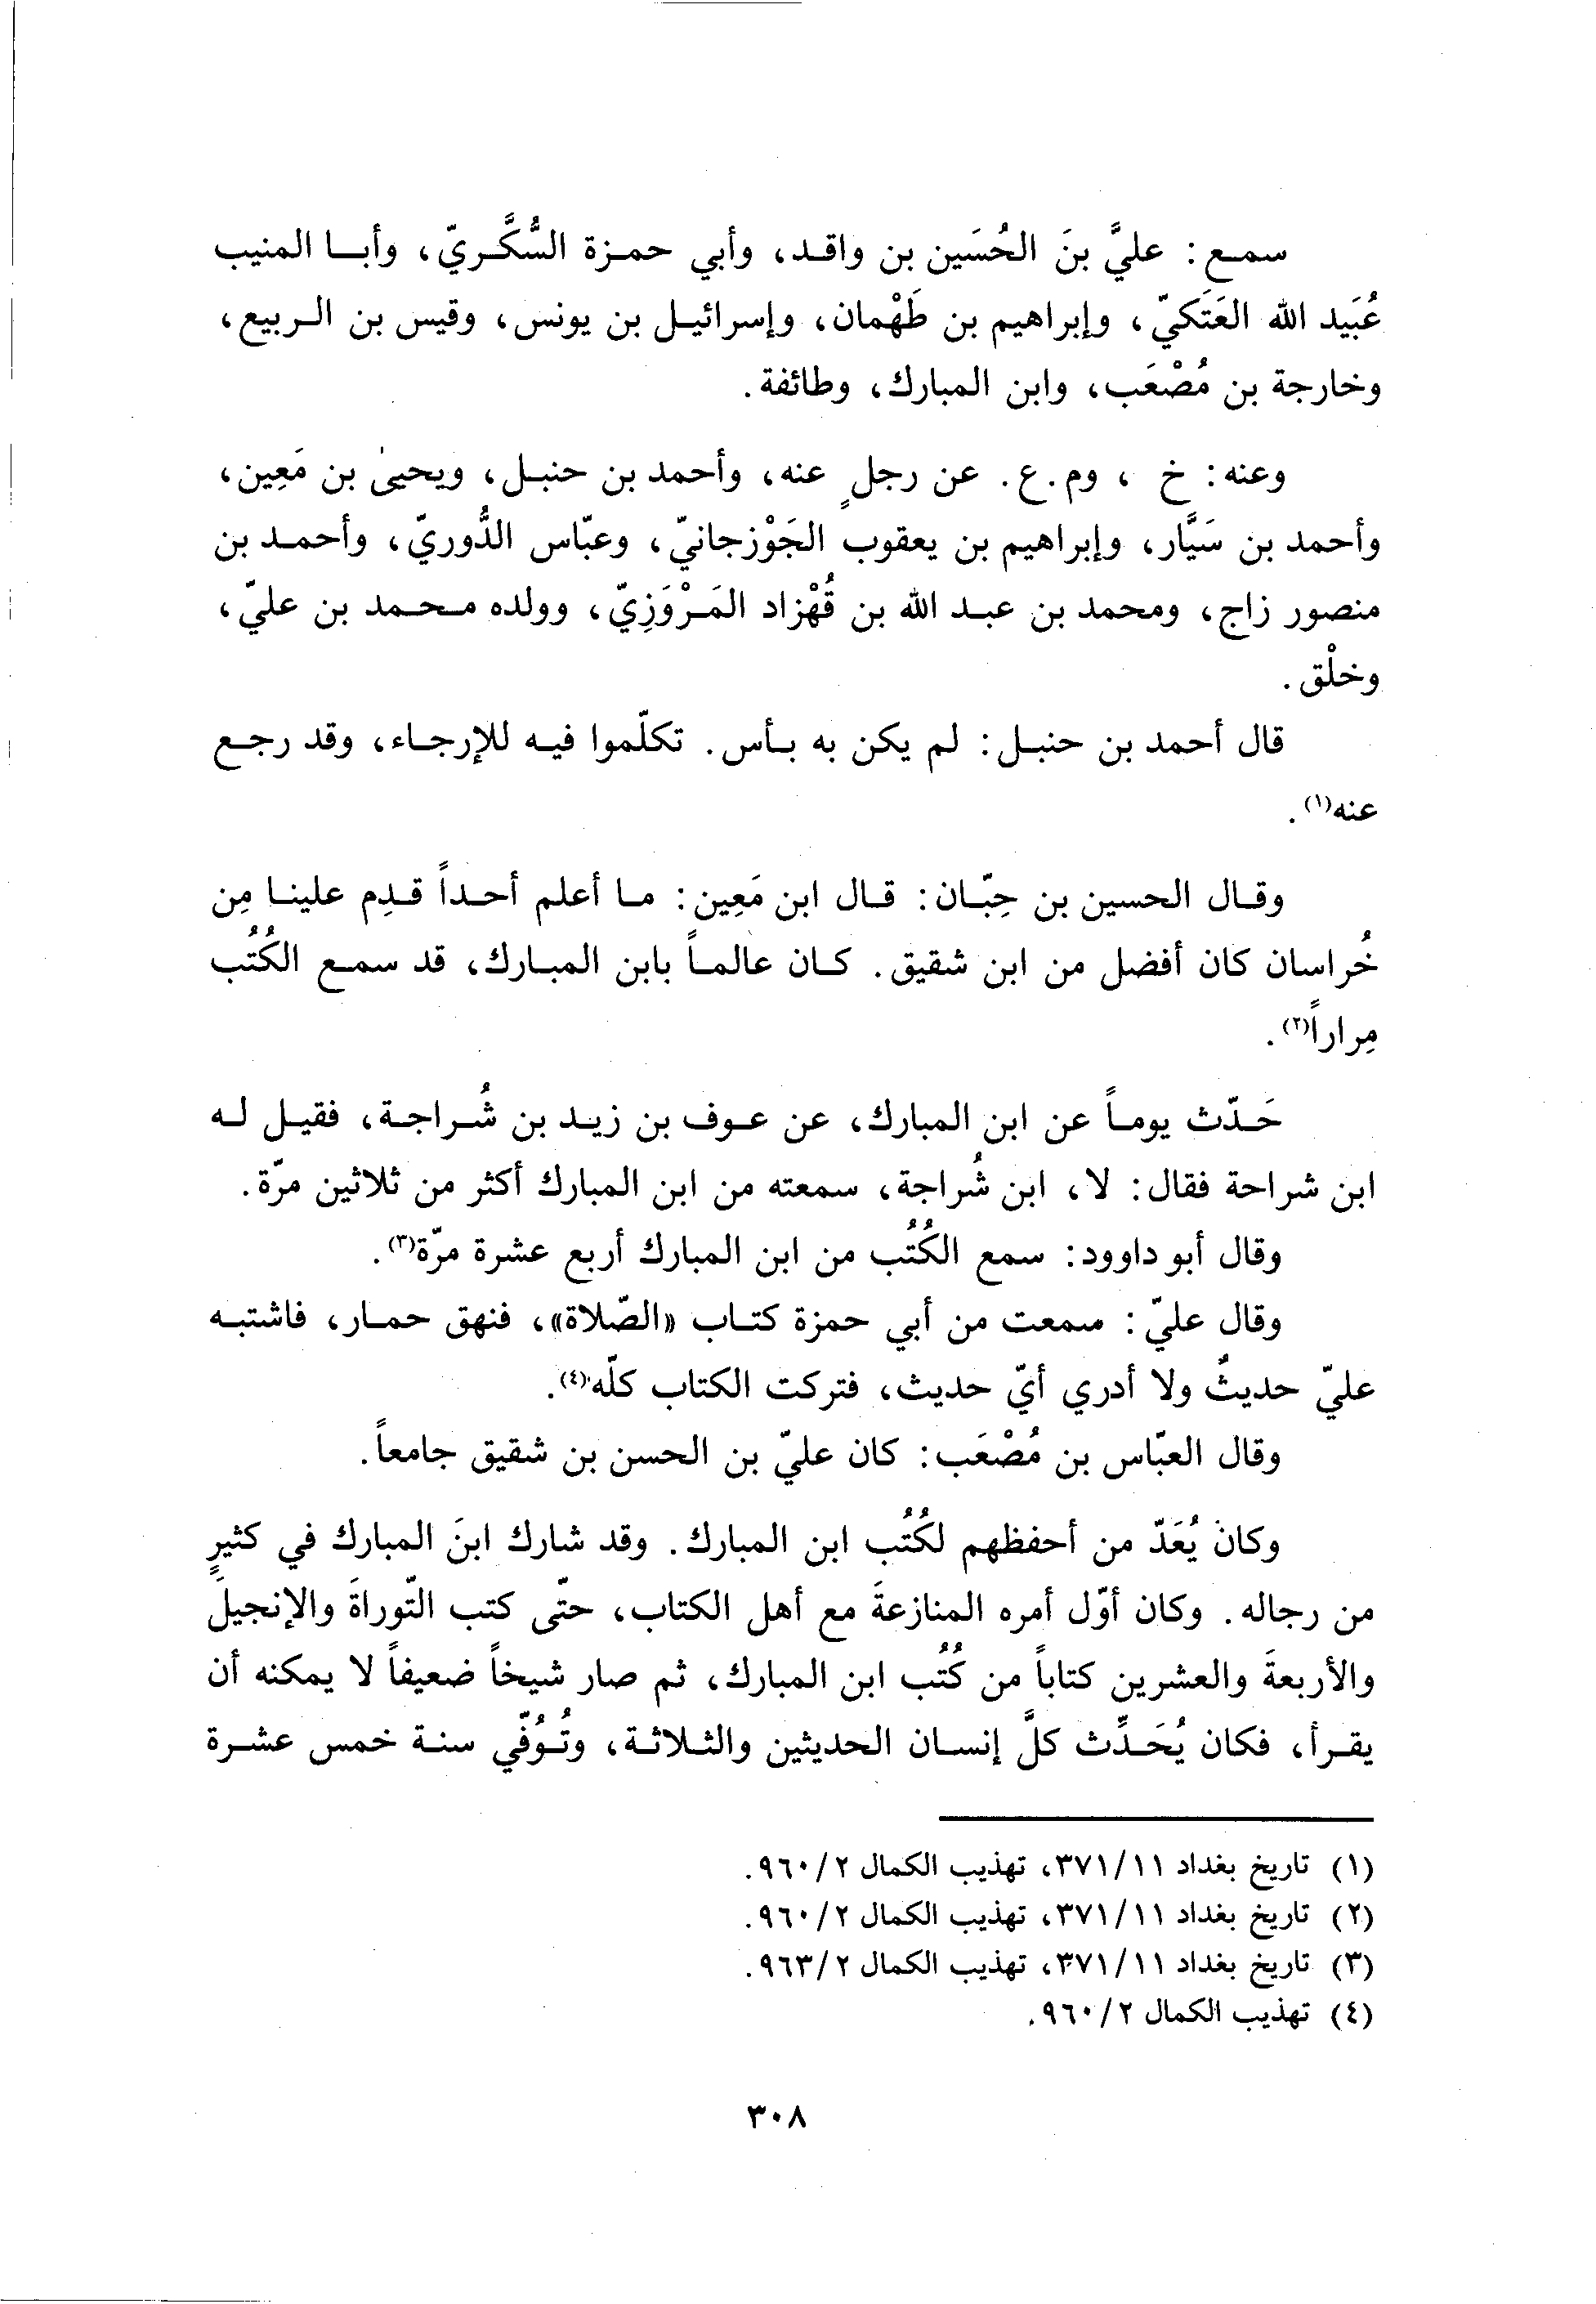 سمع: عليَّ بنَ الحُسَين بن واقد، وأبي حمزة السُّكَّريّ، وأبا المنيب
عُبَيد الله العَتَكيّ، وإبراهيم بن طَهْمان، وإسرائيل بن يونس، وقيس بن الربيع،
وخارجة بن مُصْعَب، وابن المبارك، وطائفة.
وعنه: خ ، وم.ع. عن رجلٍ عنه، وأحمد بن حنبل، ويحيىٰ بن مَعِين،
وأحمد بن سَيَّار، وإبراهيم بن يعقوب الجَوْزجانيّ، وعبّاس الدُّوريّ، وأحمد بن
منصور زاج، ومحمد بن عبد الله بن قُهْزاد المَرْوَزِيّ، وولده محمد بن عليّ،
وخلْق.
قال أحمد بن حنبل: لم يكن به بأس. تكلّموا فيه للإرجاء، وقد رجع
عنه(١).
وقال الحسين بن حِبّان: قال ابن مَعِين: ما أعلم أحداً قدِم علينا مِن
خُراسان كان أفضل من ابن شقيق. كان عالماً بابن المبارك، قد سمع الكُتُب
مِراراً(٢).
حَدّث يوماً عن ابن المبارك، عن عوف بن زيد بن شُراجة، فقيل له
ابن شراحة فقال: لا، ابن شُراجة، سمعته من ابن المبارك أكثر من ثلاثين مرّة.
وقال أبو داوود: سمع الكُتُب من ابن المبارك أربع عشرة مرّة(٣).
وقال عليّ: سمعت من أبي حمزة كتاب «الصّلاة»، فنهق حمار، فاشتبه
عليّ حديثٌ ولا أدري أيّ حديث، فتركت الكتاب كلّه(٤).
وقال العبّاس بن مُصْعَب: كان عليّ بن الحسن بن شقيق جامعاً.
وكان يُعَدّ من أحفظهم لكُتُب ابن المبارك. وقد شارك ابنَ المبارك في كثيرٍ
من رجاله. وكان أوّل أمره المنازعةَ مع أهل الكتاب، حتّى كتب التّوراةَ والإنجيلَ
والأربعةَ والعشرين كتاباً من كُتُب ابن المبارك، ثم صار شيخاً ضعيفاً لا يمكنه أن
يقرأ، فكان يُحَدِّث كلَّ إنسان الحديثين والثلاثة، وتُوُفّي سنة خمس عشرة
(١) تاريخ بغداد ٣٧١/١١، تهذيب الكمال ٩٦٠/٢.
(٢) تاريخ بغداد ٣٧١/١١، تهذيب الكمال ٩٦٠/٢.
(٣) تاريخ بغداد ٣٧١/١١، تهذيب الكمال ٩٦٣/٢.
(٤) تهذيب الكمال ٩٦٠/٢.
٣٠٨